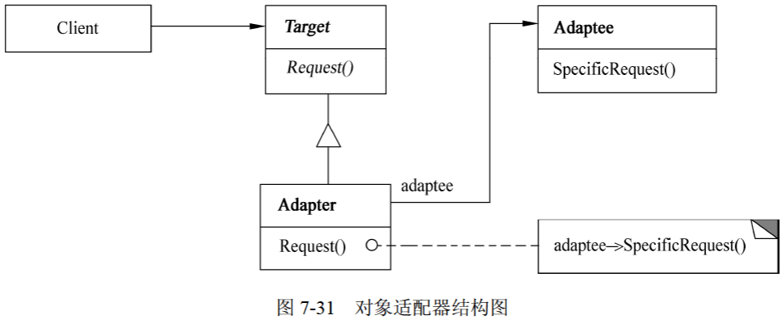 Client
Target
Request()
Adaptee
SpecificRequest()
adaptee
Adapter
Request()
adaptee->SpecificRequest()
图 7-31 对象适配器结构图